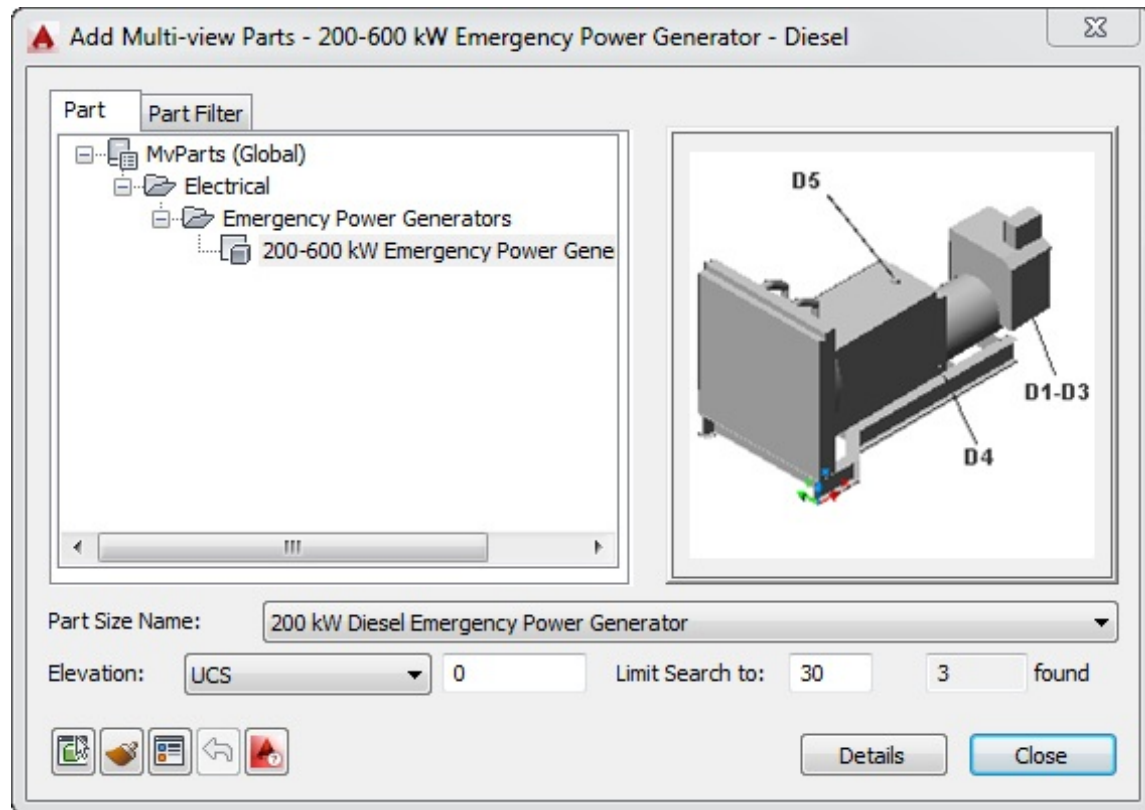 Add Multi-view Parts - 200-600 kW Emergency Power Generator - Diesel
Part
Part Filter
MvParts (Global)
Electrical
Emergency Power Generators
200-600 kW Emergency Power Gene
D5
D1-D3
D4
Part Size Name:
200 kW Diesel Emergency Power Generator
Elevation: UCS 0 Limit Search to: 30 3 found
Details Close